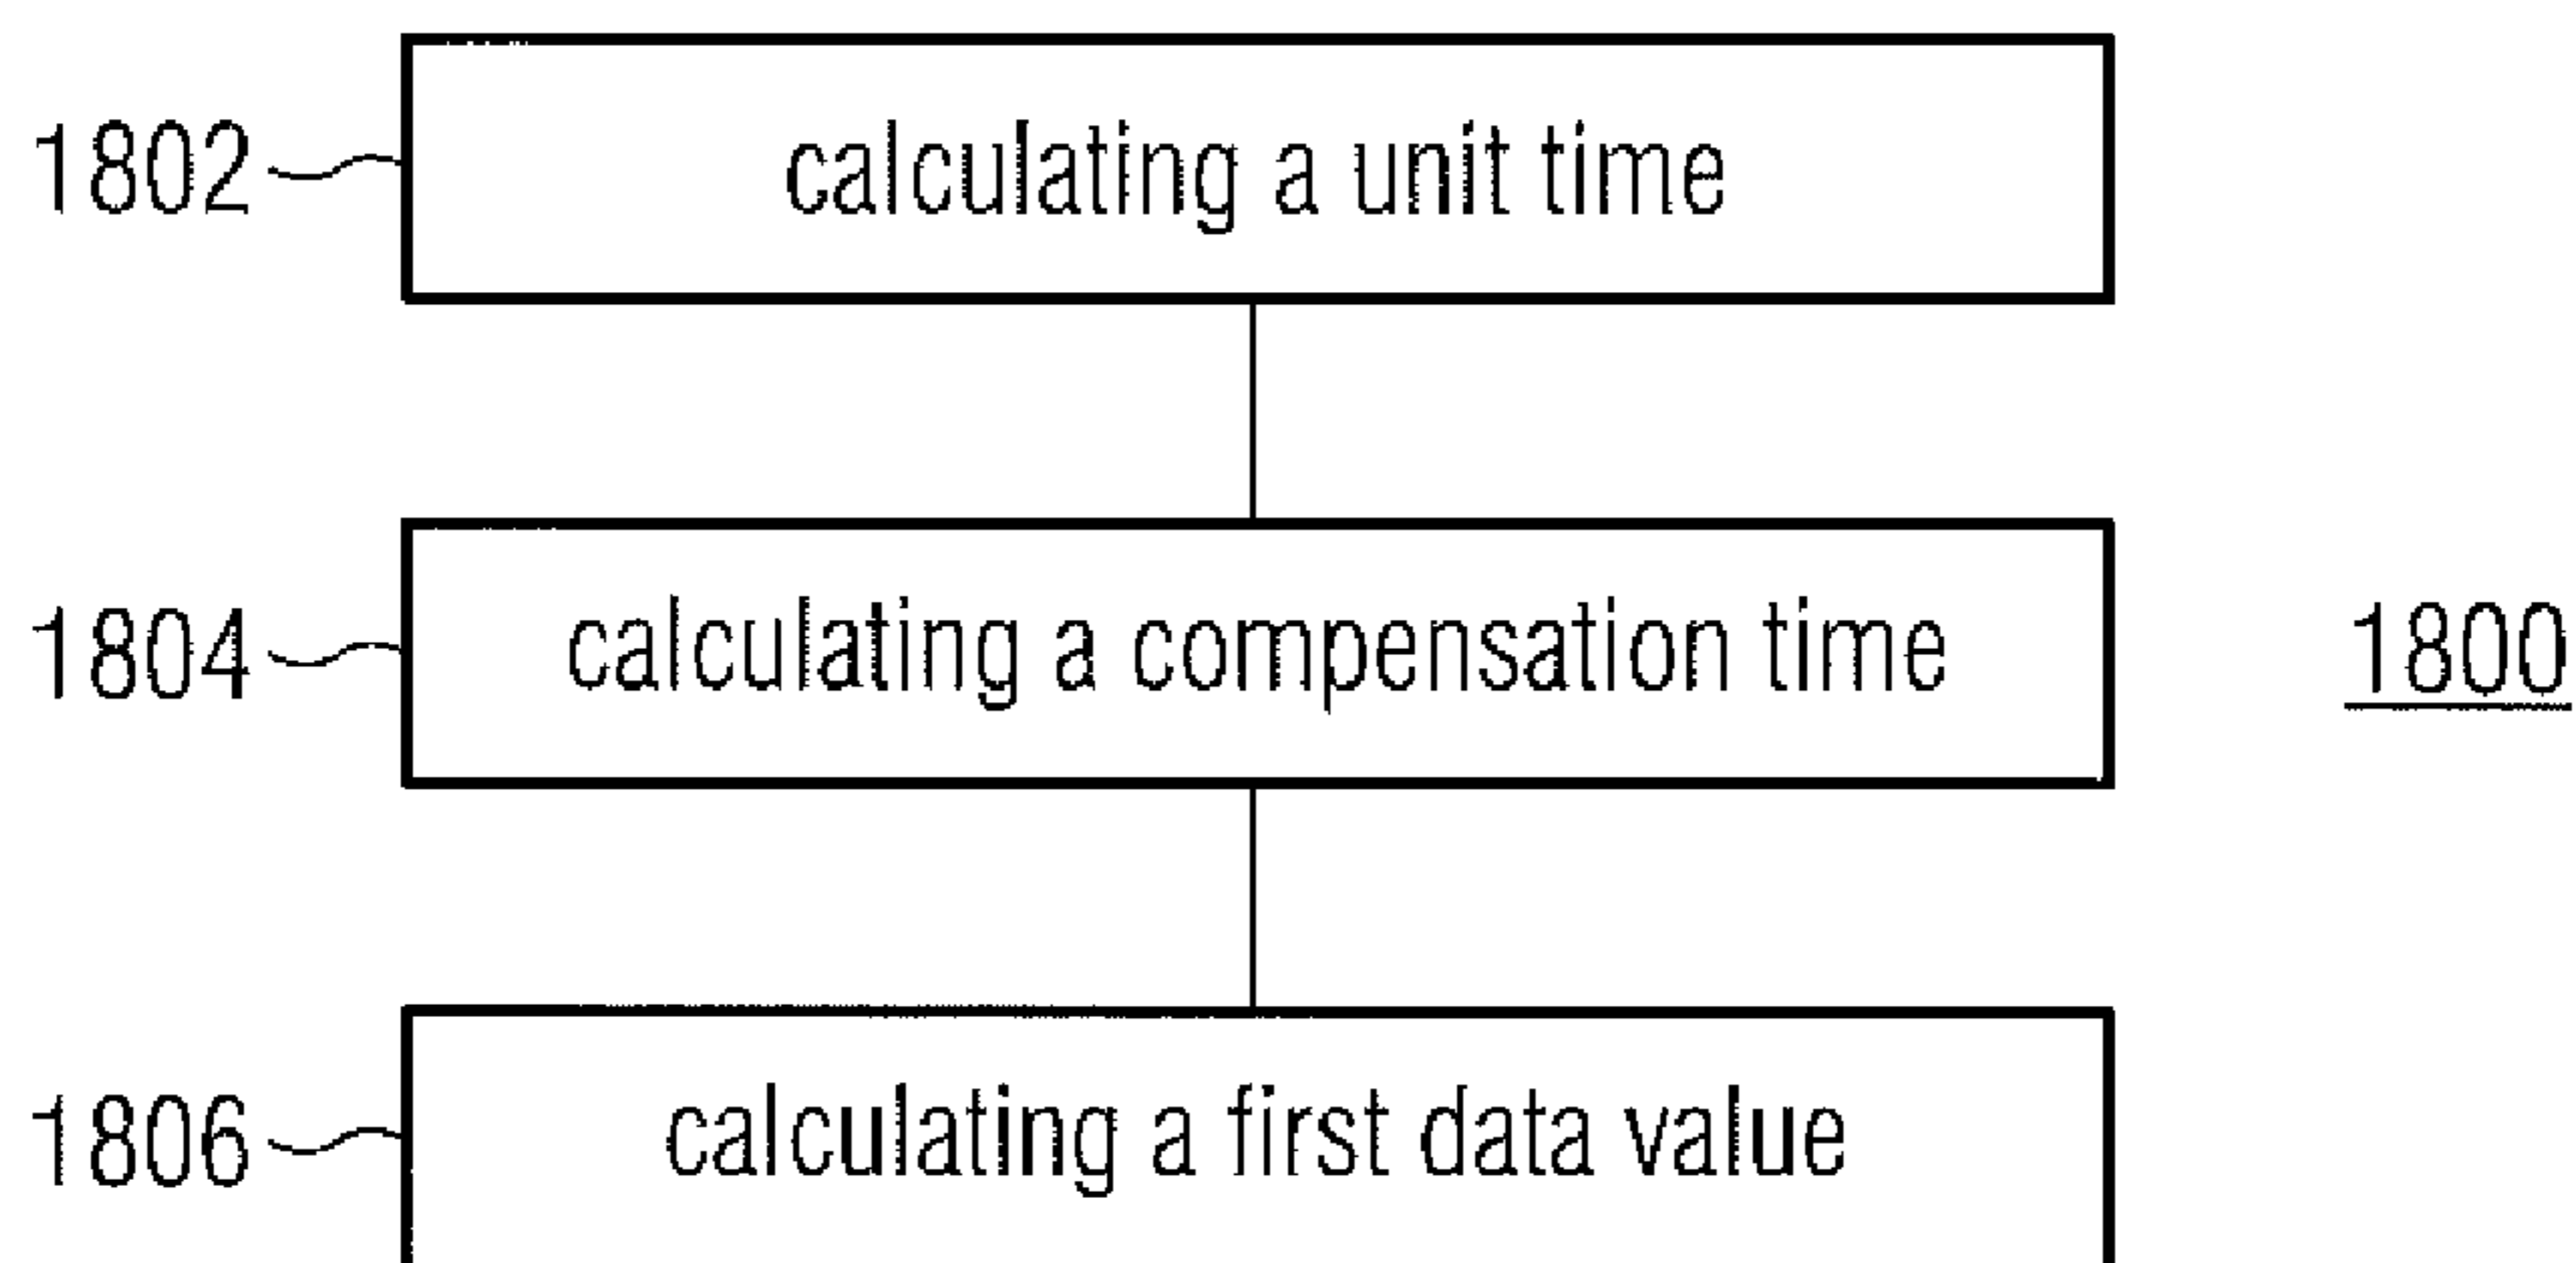 1802 calculating a unit time
1804 calculating a compensation time 1800
1806 calculating a first data value